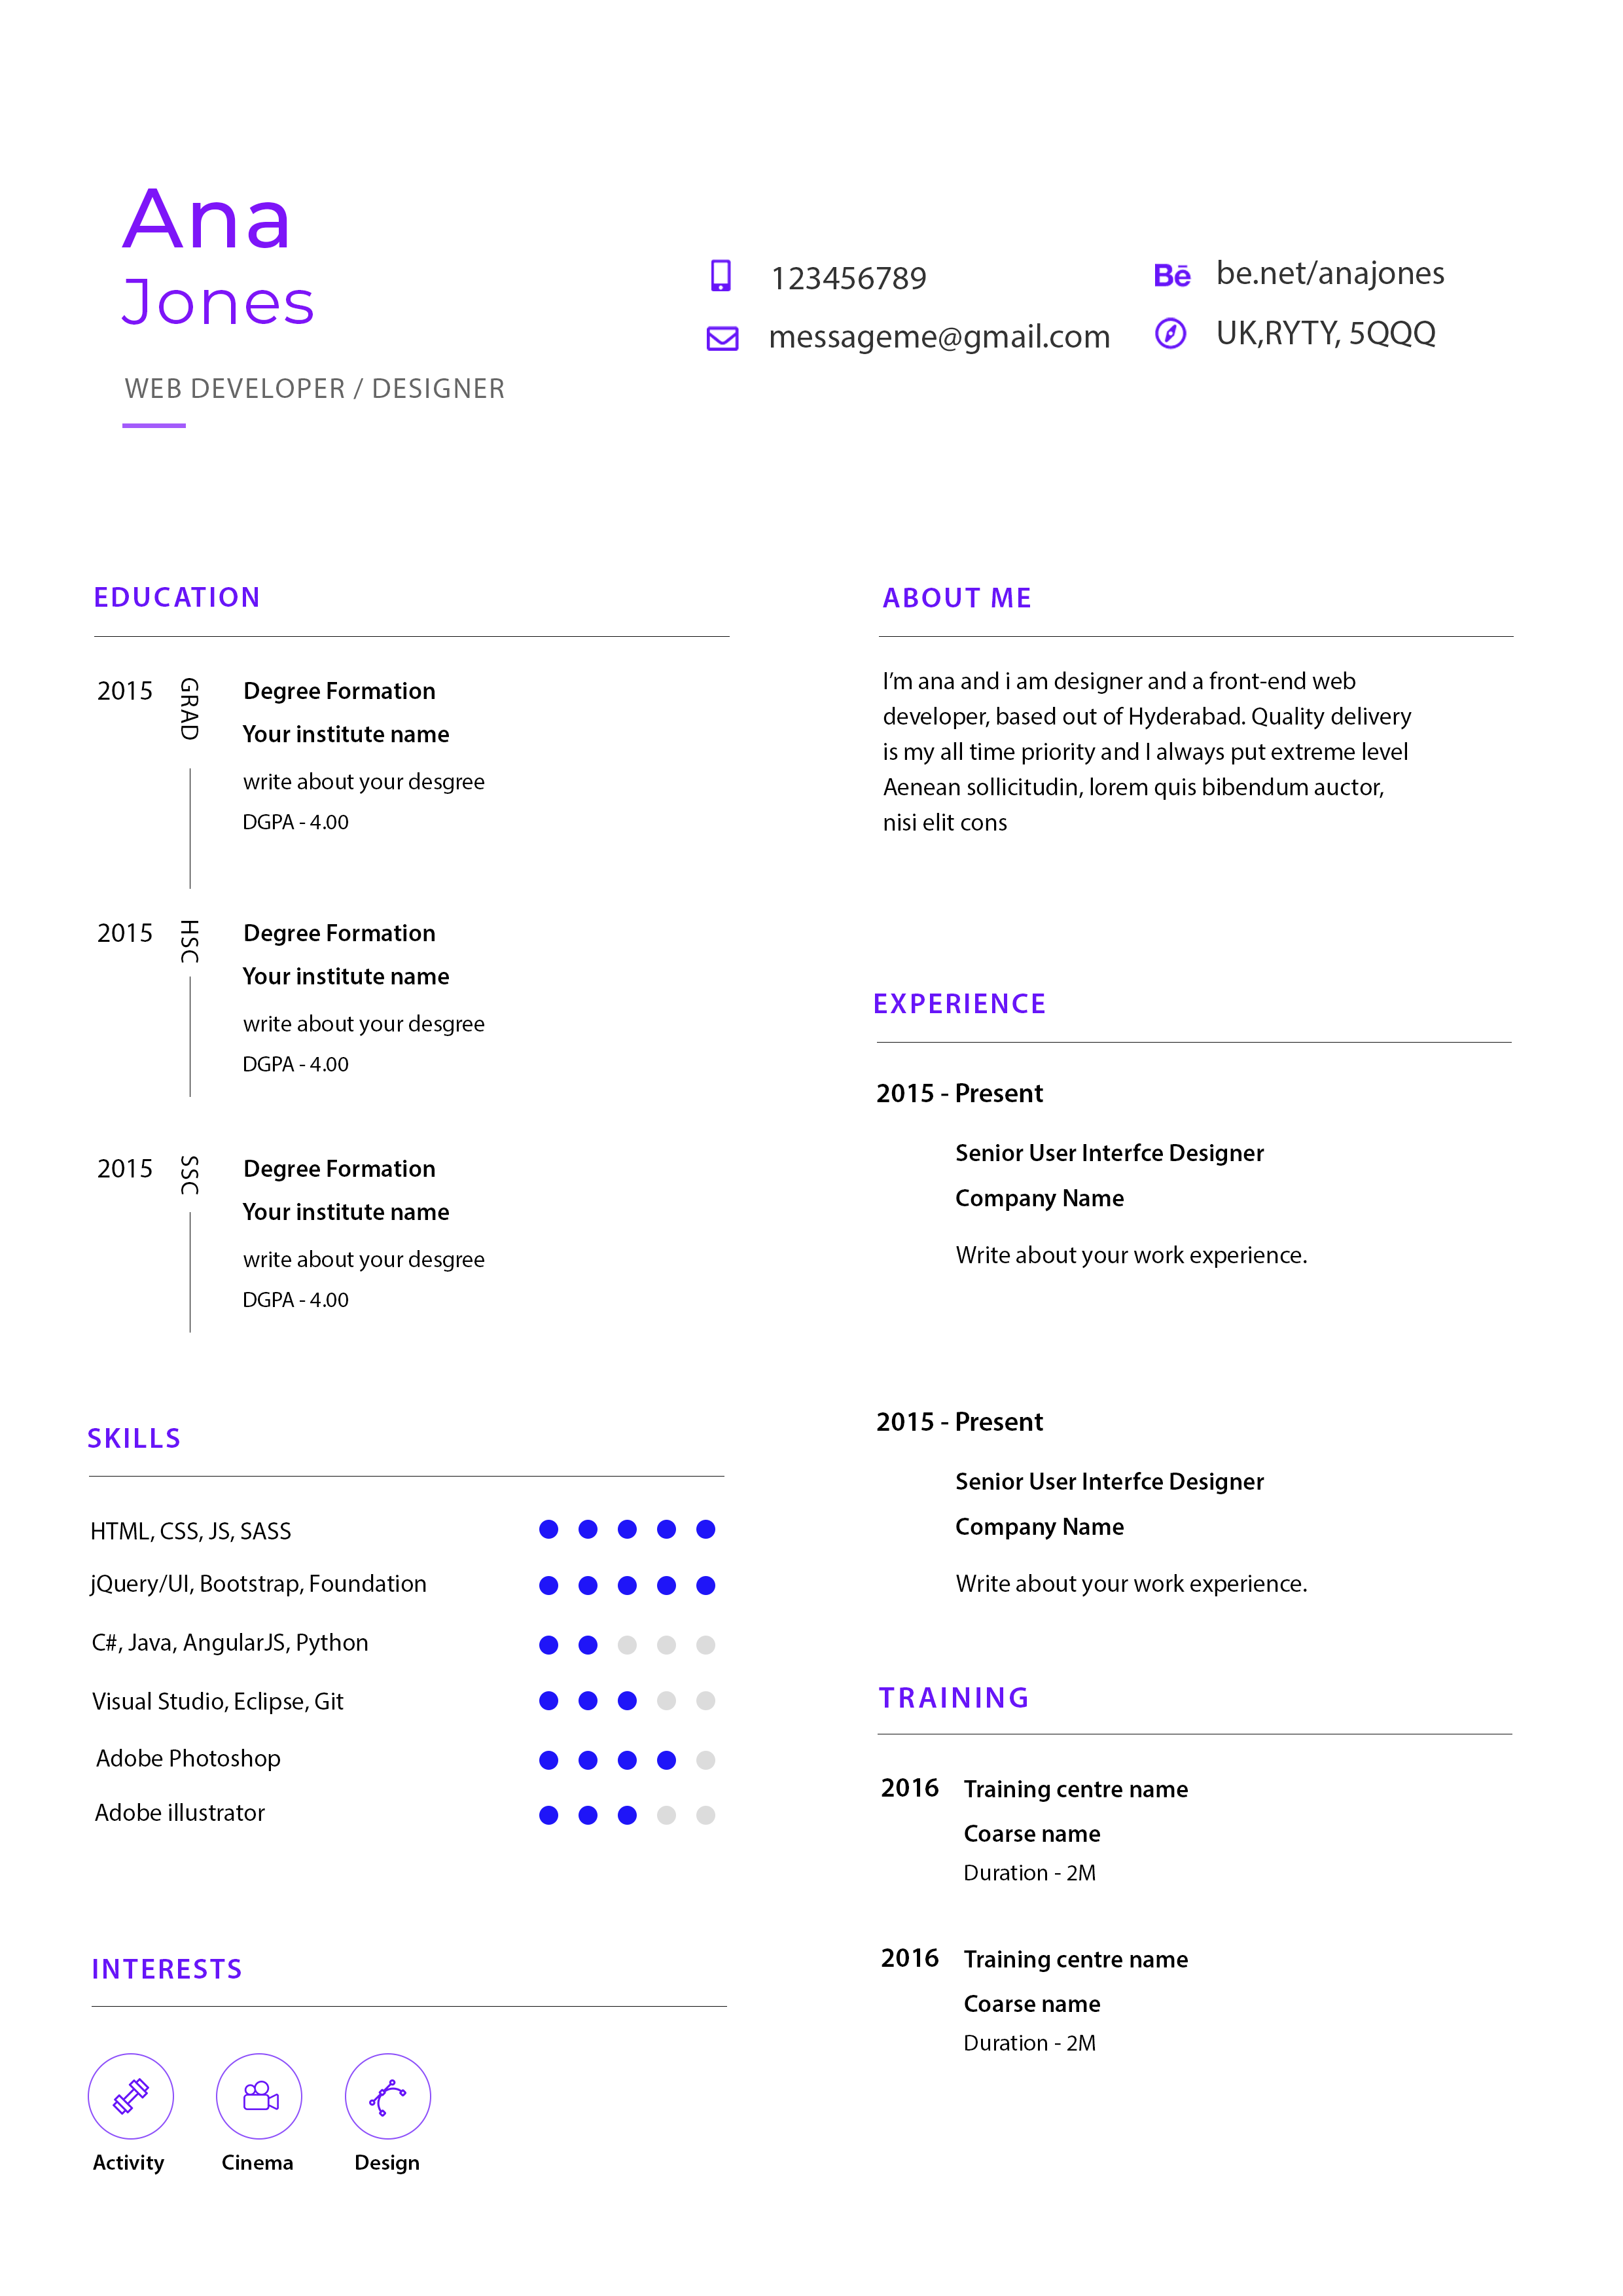 Ana
Jones
WEB DEVELOPER / DESIGNER
123456789
messageme@gmail.com
Bē be.net/anajones
UK,RYTY, 5QQQ
EDUCATION
2015 GRAD Degree Formation
Your institute name
write about your desgree
DGPA - 4.00
2015 HSC Degree Formation
Your institute name
write about your desgree
DGPA - 4.00
2015 SSC Degree Formation
Your institute name
write about your desgree
DGPA - 4.00
SKILLS
HTML, CSS, JS, SASS
jQuery/UI, Bootstrap, Foundation
C#, Java, AngularJS, Python
Visual Studio, Eclipse, Git
Adobe Photoshop
Adobe illustrator
INTERESTS
Activity Cinema Design
ABOUT ME
I’m ana and i am designer and a front-end web
developer, based out of Hyderabad. Quality delivery
is my all time priority and I always put extreme level
Aenean sollicitudin, lorem quis bibendum auctor,
nisi elit cons
EXPERIENCE
2015 - Present
Senior User Interfce Designer
Company Name
Write about your work experience.
2015 - Present
Senior User Interfce Designer
Company Name
Write about your work experience.
TRAINING
2016 Training centre name
Coarse name
Duration - 2M
2016 Training centre name
Coarse name
Duration - 2M